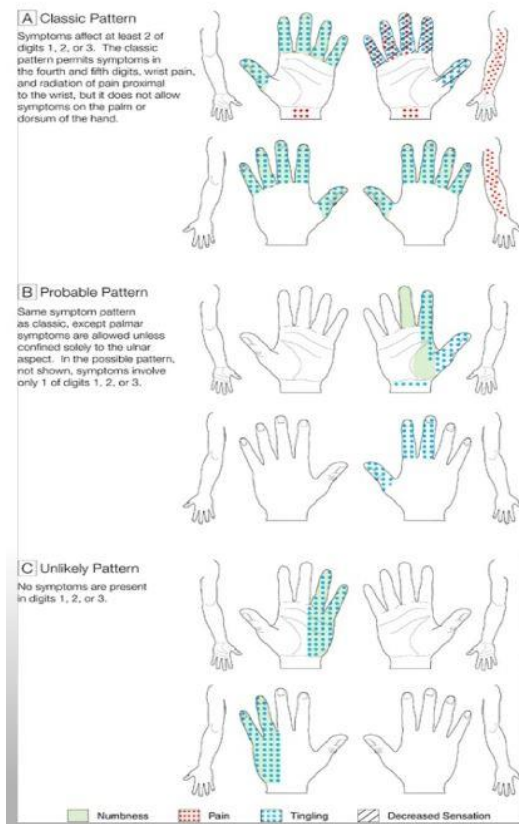 A Classic Pattern
Symptoms affect at least 2 of
digits 1, 2, or 3. The classic
pattern permits symptoms in
the fourth and fifth digits, wrist pain,
and radiation of pain proximal
to the wrist, but it does not allow
symptoms on the palm or
dorsum of the hand.
B Probable Pattern
Same symptom pattern
as classic, except palmar
symptoms are allowed unless
confined solely to the ulnar
aspect. In the possible pattern,
not shown, symptoms involve
only 1 of digits 1, 2, or 3.
C Unlikely Pattern
No symptoms are present
in digits 1, 2, or 3.
Numbness Pain Tingling Decreased Sensation